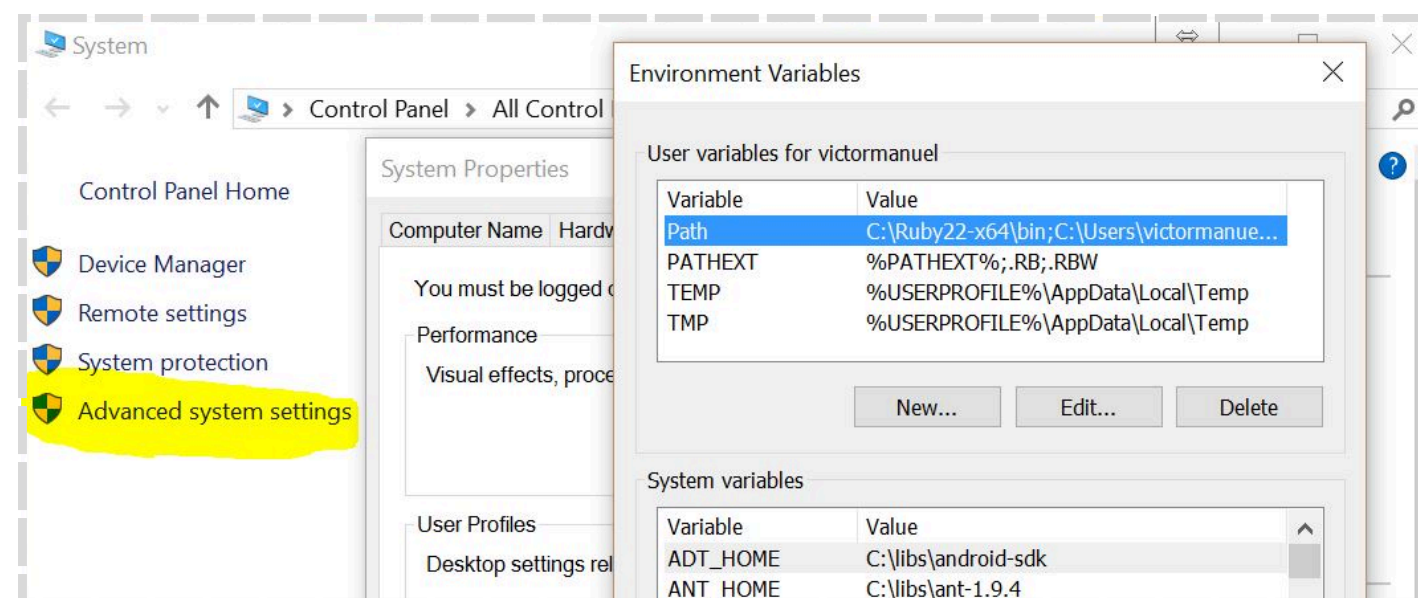 System
Control Panel > All Control
Control Panel Home
Device Manager
Remote settings
System protection
Advanced system settings
System Properties
Computer Name
You must be logged
Performance
Visual effects,
User Profiles
Desktop settings
Environment Variables
User variables for victormanuel
Variable Value
Path C:\Ruby22-x64\bin;C:\Users\victormanue...
PATHEXT %PATHEXT%;.RB;.RBW
TEMP %USERPROFILE%\AppData\Local\Temp
TMP %USERPROFILE%\AppData\Local\Temp
New... Edit... Delete
System variables
Variable Value
ADT_HOME C:\libs\android-sdk
ANT_HOME C:\libs\ant-1.9.4